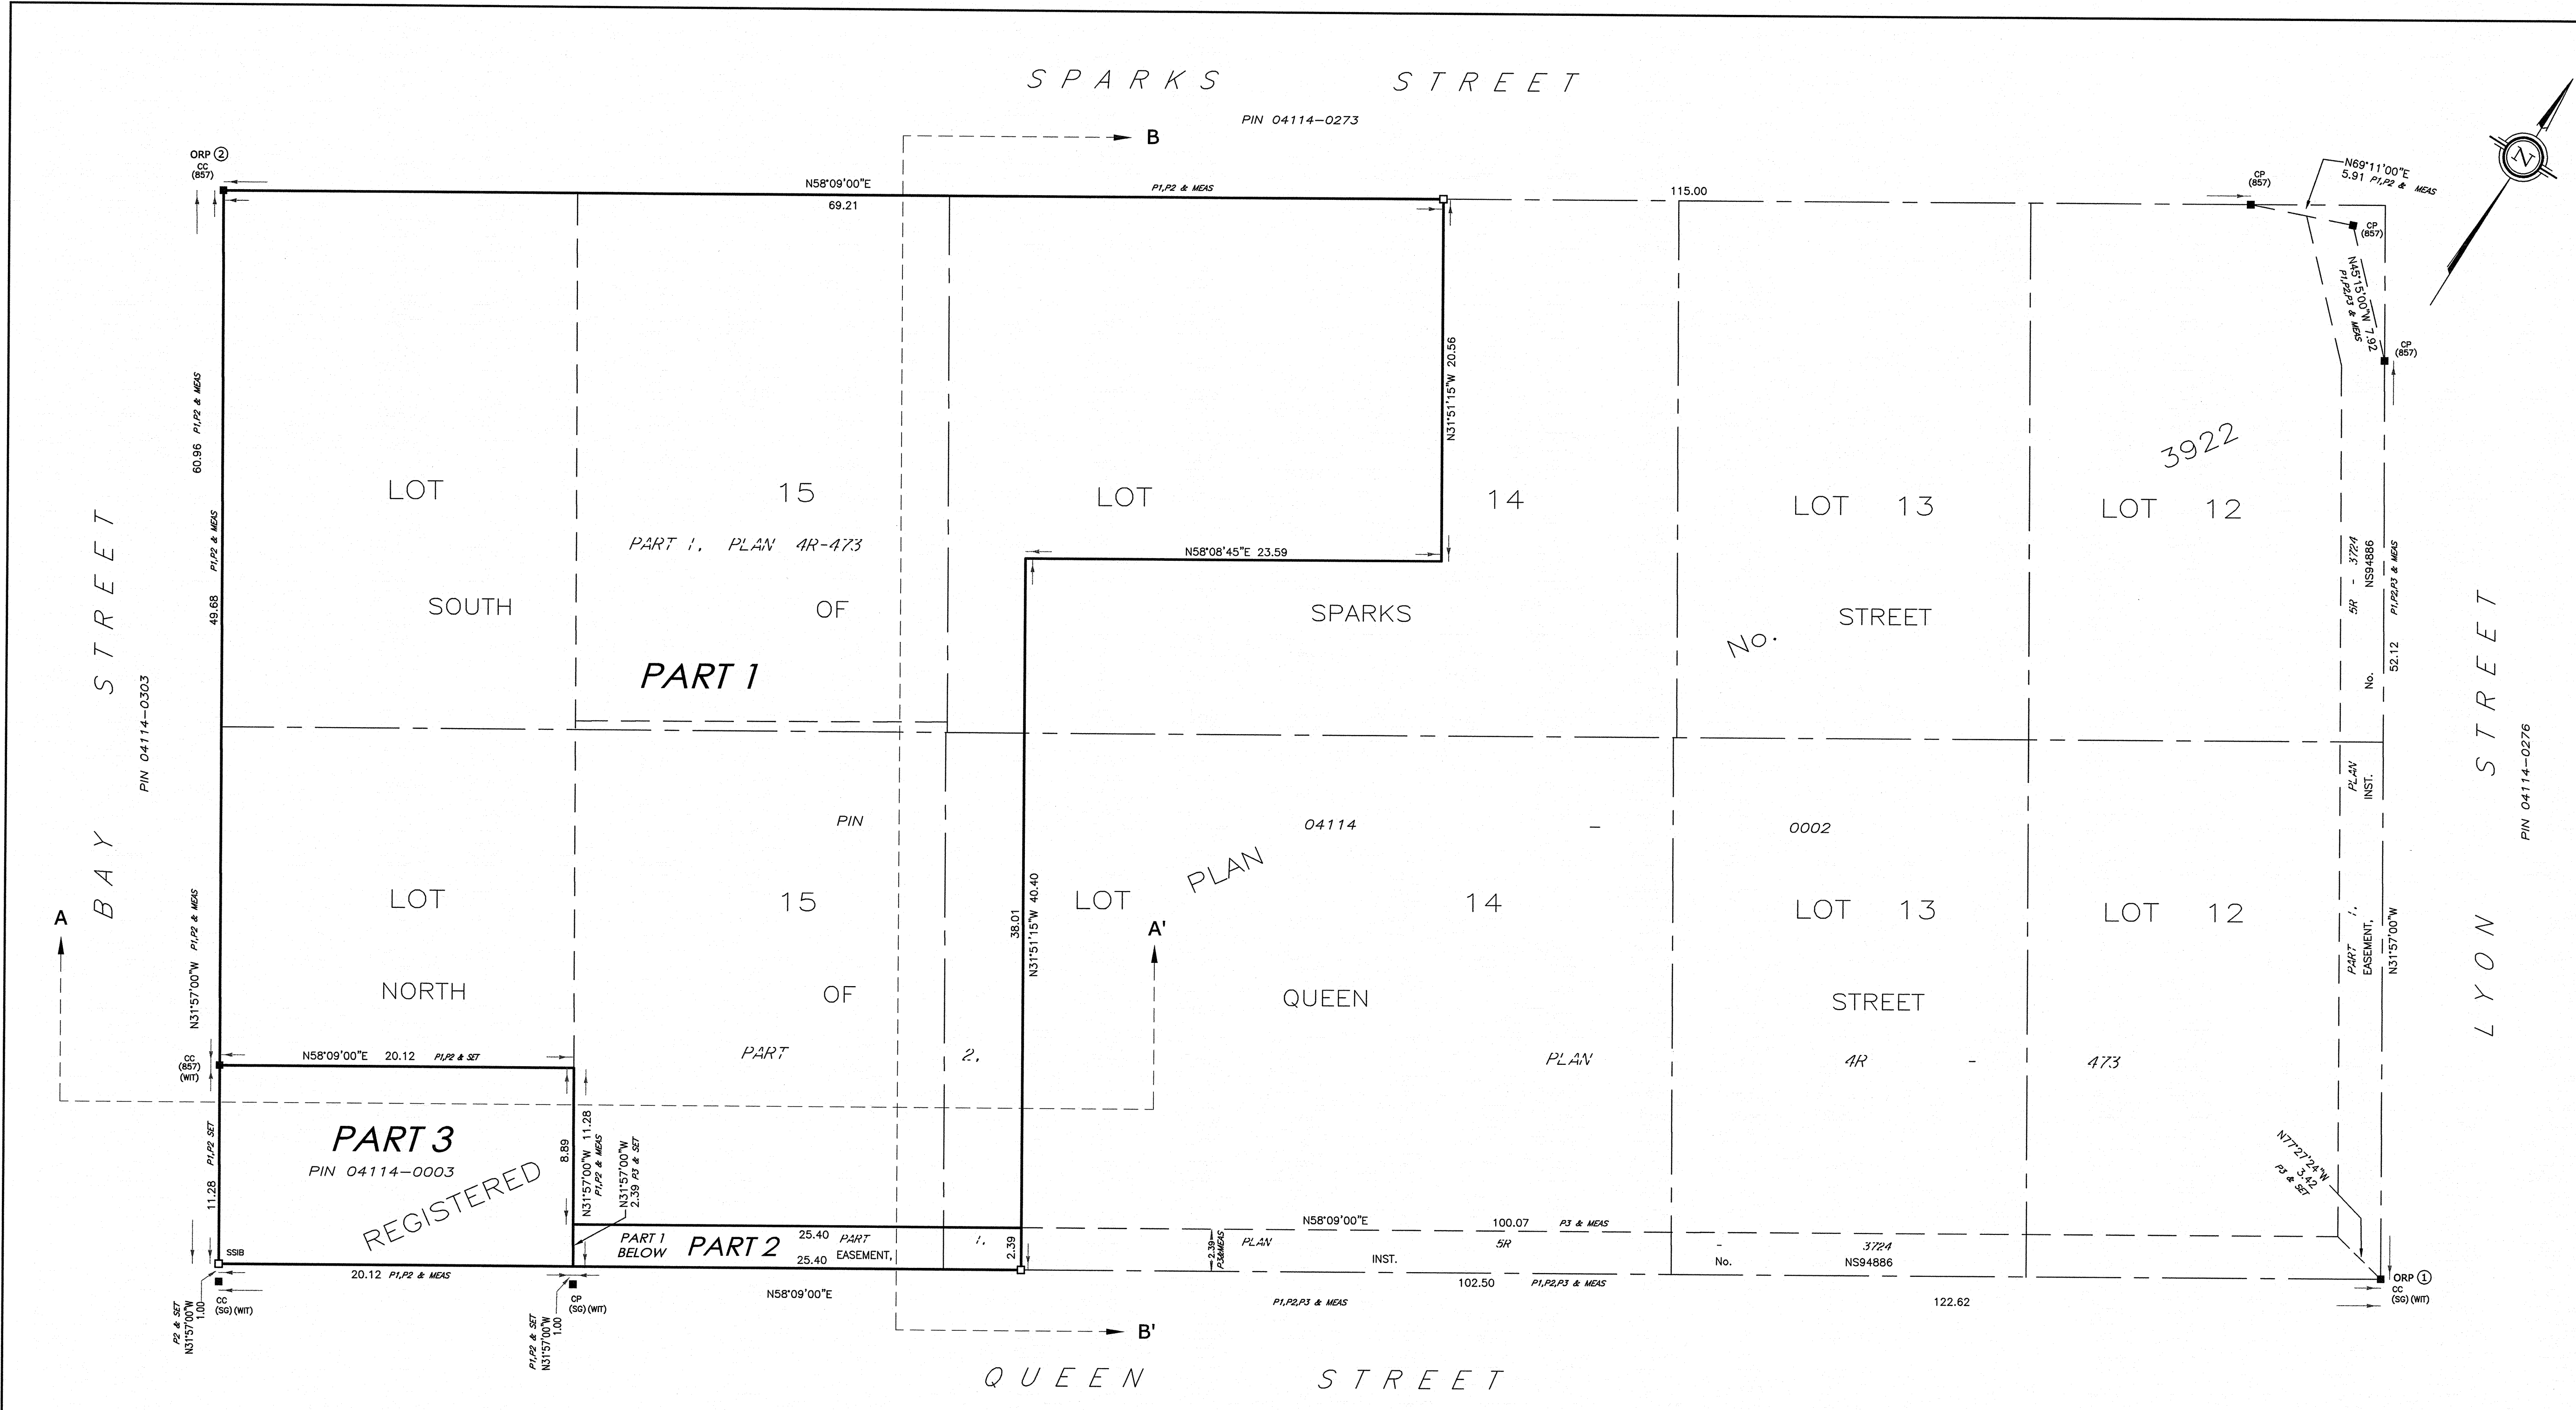 SPARKS STREET
PIN 04114-0273
B
ORP 2
CC
(857)
N58°09'00"E
P1,P2 & MEAS
69.21
115.00
CP
(857)
N69°11'00"E
5.91 P1,P2 & MEAS
N
CP
(857)
N45°15'00"W 7.92
P1,P2,P3 & MEAS
CP
(857)
60.96 P1,P2 & MEAS
49.68 P1,P2 & MEAS
N31°57'00"W P1,P2 & MEAS
N31°51'15"W 20.56
3922
LOT 15
LOT 14
LOT 13
LOT 12
PART 1, PLAN 4R-473
N58°08'45"E 23.59
SOUTH OF SPARKS STREET
No.
PART 1
BAY STREET
PIN 04114-0303
LYON STREET
PIN 04114-0276
PART 1, PLAN 5R - 3724
EASEMENT, INST. No. NS94886
N31°57'00"W 52.12 P1,P2,P3 & MEAS
PIN 04114 - 0002
PLAN
LOT 15
LOT 14
LOT 13
LOT 12
A
A'
38.01
N31°51'15"W 40.40
NORTH OF QUEEN STREET
PART 2, PLAN 4R - 473
CC
(857)
(WIT)
N58°09'00"E 20.12 P1,P2 & SET
PART 3
PIN 04114-0003
REGISTERED
11.28 P1,P2 SET
8.89
N31°57'00"W 11.28
P1,P2 & MEAS
N31°57'00"W
2.39 P3 & SET
N77°27'24"W
3.42
P3 & SET
SSIB
PART 1
BELOW
PART 2
25.40 PART 1,
25.40 EASEMENT,
2.39
2.39
P3&MEAS
N58°09'00"E 100.07 P3 & MEAS
PLAN 5R - 3724
INST. No. NS94886
20.12 P1,P2 & MEAS
N58°09'00"E
102.50 P1,P2,P3 & MEAS
P1,P2,P3 & MEAS
122.62
ORP 1
CC
(SG)(WIT)
CC
(SG)(WIT)
P2 & SET
N31°57'00"W
1.00
CP
(SG)(WIT)
P1,P2 & SET
N31°57'00"W
1.00
B'
QUEEN STREET